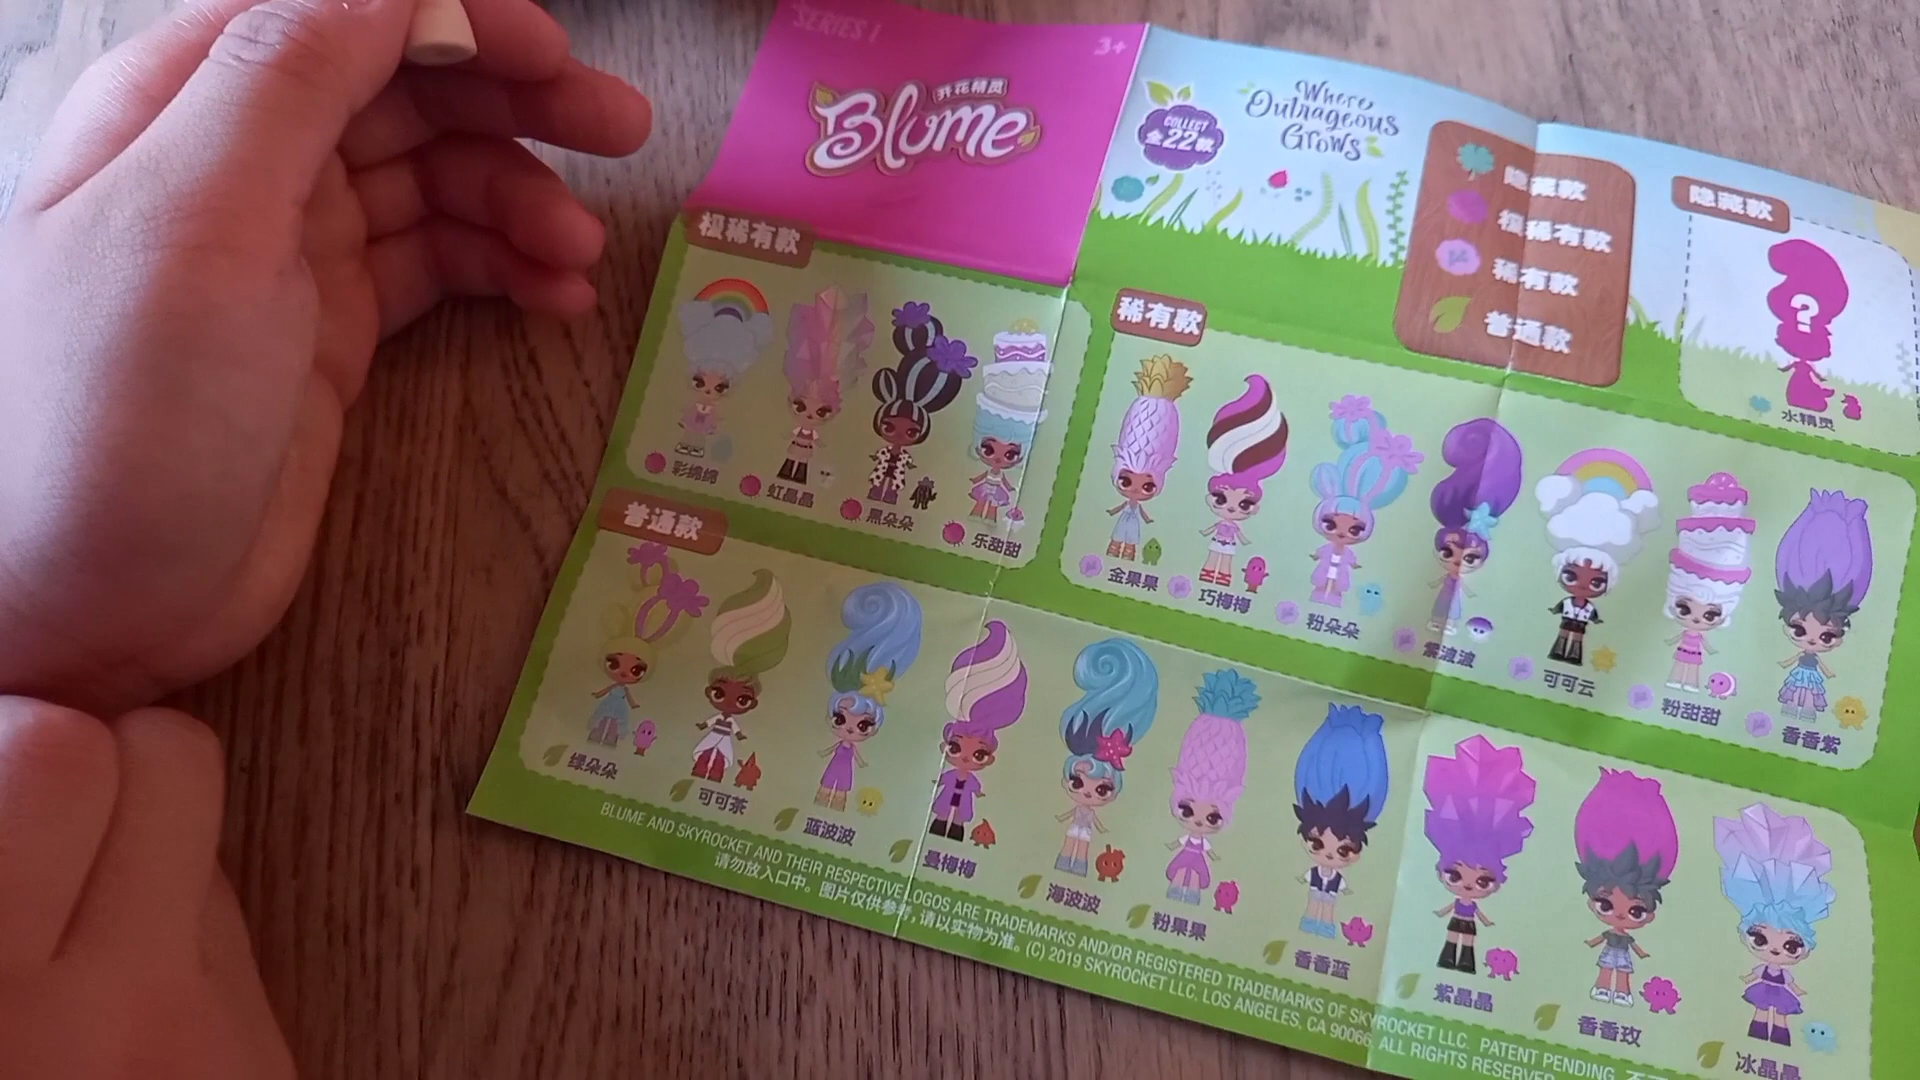 SERIES 1
3+
开花精灵
Blume
COLLECT
全22款
Where
Outrageous
Grows
隐藏款
极稀有款
稀有款
普通款
隐藏款
水精灵
极稀有款
彩绵绵
虹晶晶
黑朵朵
乐甜甜
稀有款
金果果
巧梅梅
粉朵朵
紫波波
可可云
粉甜甜
香香紫
普通款
绿朵朵
可可茶
蓝波波
曼梅梅
海波波
粉果果
香香蓝
紫晶晶
香香玫
冰晶晶
BLUME AND SKYROCKET AND THEIR RESPECTIVE LOGOS ARE TRADEMARKS AND/OR REGISTERED TRADEMARKS OF SKYROCKET LLC. PATENT PENDING.
请勿放入口中。图片仅供参考，请以实物为准。(C) 2019 SKYROCKET LLC, LOS ANGELES, CA 90066. ALL RIGHTS RESERVED